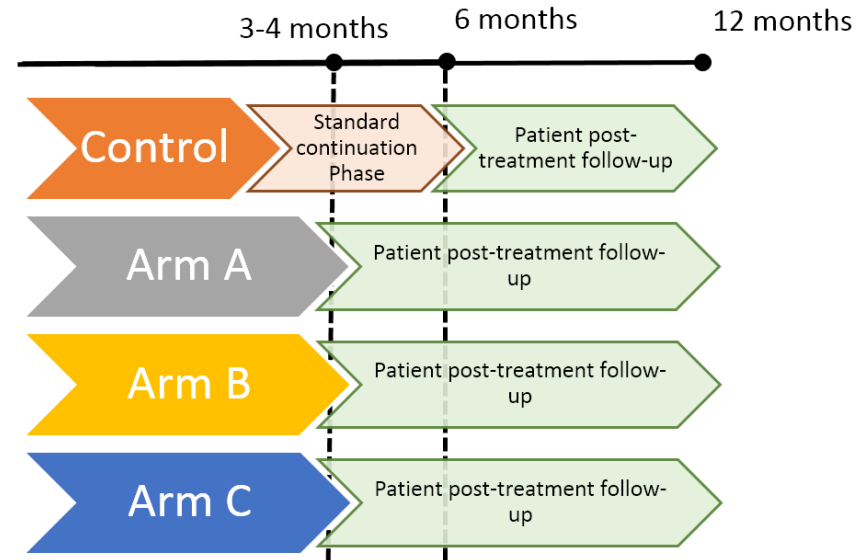 3-4 months
6 months
12 months
Control
Standard
continuation
Phase
Patient post-
treatment follow-up
Arm A
Patient post-treatment follow-
up
Arm B
Patient post-treatment follow-
up
Arm C
Patient post-treatment follow-
up